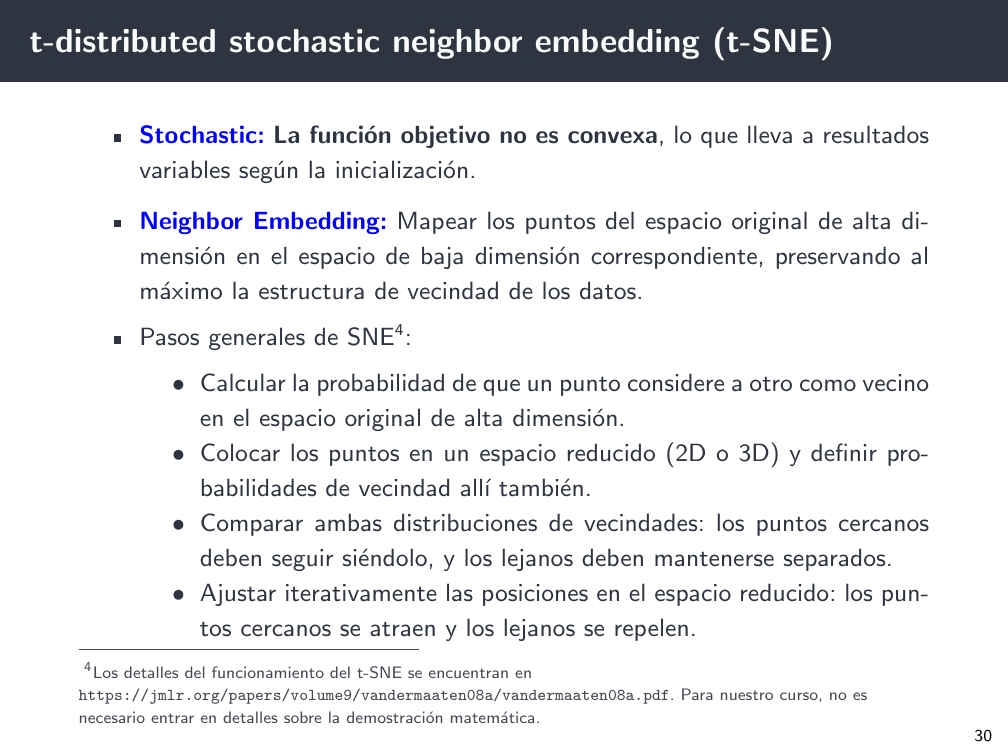 t-distributed stochastic neighbor embedding (t-SNE)
▪ Stochastic: La función objetivo no es convexa, lo que lleva a resultados
variables según la inicialización.
▪ Neighbor Embedding: Mapear los puntos del espacio original de alta di-
mensión en el espacio de baja dimensión correspondiente, preservando al
máximo la estructura de vecindad de los datos.
▪ Pasos generales de SNE⁴:
• Calcular la probabilidad de que un punto considere a otro como vecino
en el espacio original de alta dimensión.
• Colocar los puntos en un espacio reducido (2D o 3D) y definir pro-
babilidades de vecindad allí también.
• Comparar ambas distribuciones de vecindades: los puntos cercanos
deben seguir siéndolo, y los lejanos deben mantenerse separados.
• Ajustar iterativamente las posiciones en el espacio reducido: los pun-
tos cercanos se atraen y los lejanos se repelen.
⁴Los detalles del funcionamiento del t-SNE se encuentran en
https://jmlr.org/papers/volume9/vandermaaten08a/vandermaaten08a.pdf. Para nuestro curso, no es
necesario entrar en detalles sobre la demostración matemática.
30